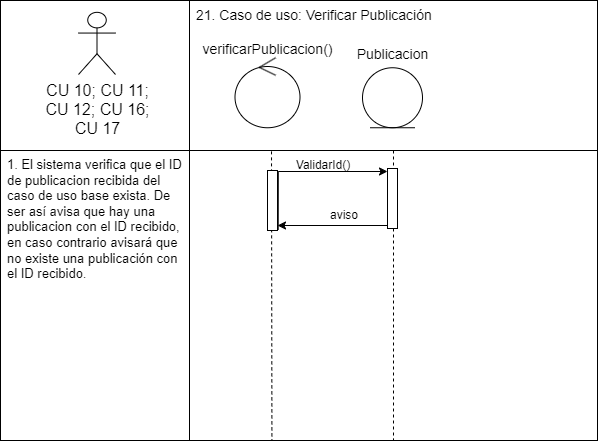 21. Caso de uso: Verificar Publicación
verificarPublicacion()
Publicacion
CU 10; CU 11;
CU 12; CU 16;
CU 17
1. El sistema verifica que el ID
de publicacion recibida del
caso de uso base exista. De
ser así avisa que hay una
publicacion con el ID recibido,
en caso contrario avisará que
no existe una publicación con
el ID recibido.
ValidarId()
aviso